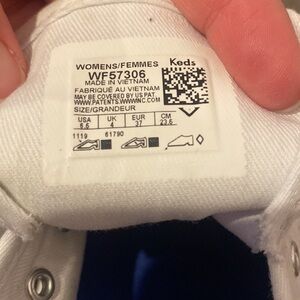 WOMENS/FEMMES Keds
WF57306
MADE IN VIETNAM
FABRIQUÉ AU VIETNAM
MAY BE COVERED BY US PAT.
WWW.PATENTS.WWWINC.COM
SIZE/GRANDEUR
USA UK EUR CM
6.5 4 37 23.5
1119 61790